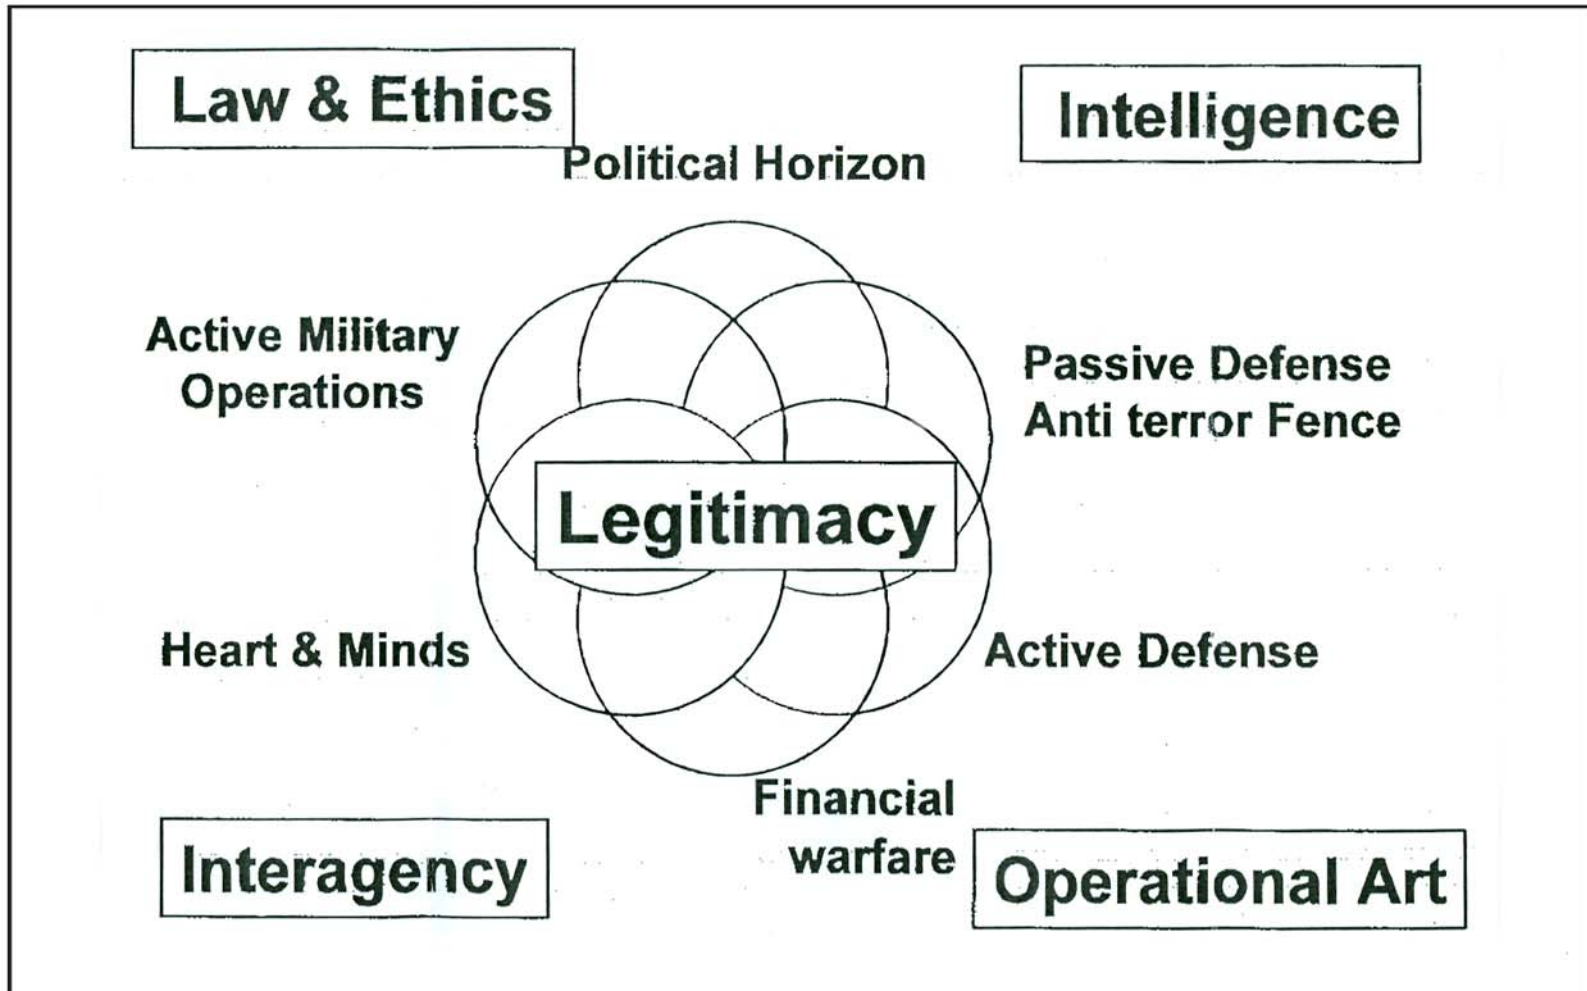 Law & Ethics
Intelligence
Political Horizon
Active Military
Operations
Passive Defense
Anti terror Fence
Legitimacy
Heart & Minds
Active Defense
Financial
warfare
Interagency
Operational Art